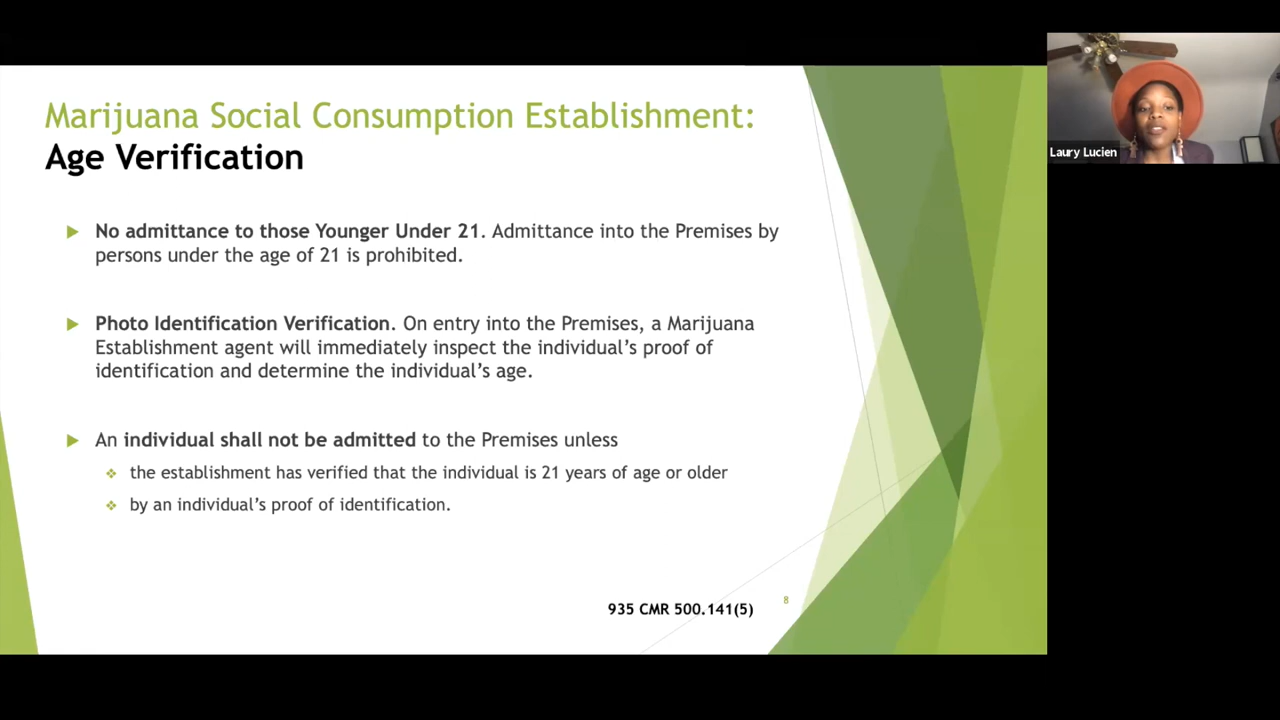 Marijuana Social Consumption Establishment:
Age Verification
No admittance to those Younger Under 21. Admittance into the Premises by
persons under the age of 21 is prohibited.
Photo Identification Verification. On entry into the Premises, a Marijuana
Establishment agent will immediately inspect the individual's proof of
identification and determine the individual's age.
An individual shall not be admitted to the Premises unless
the establishment has verified that the individual is 21 years of age or older
by an individual's proof of identification.
935 CMR 500.141(5)
8
Laury Lucien